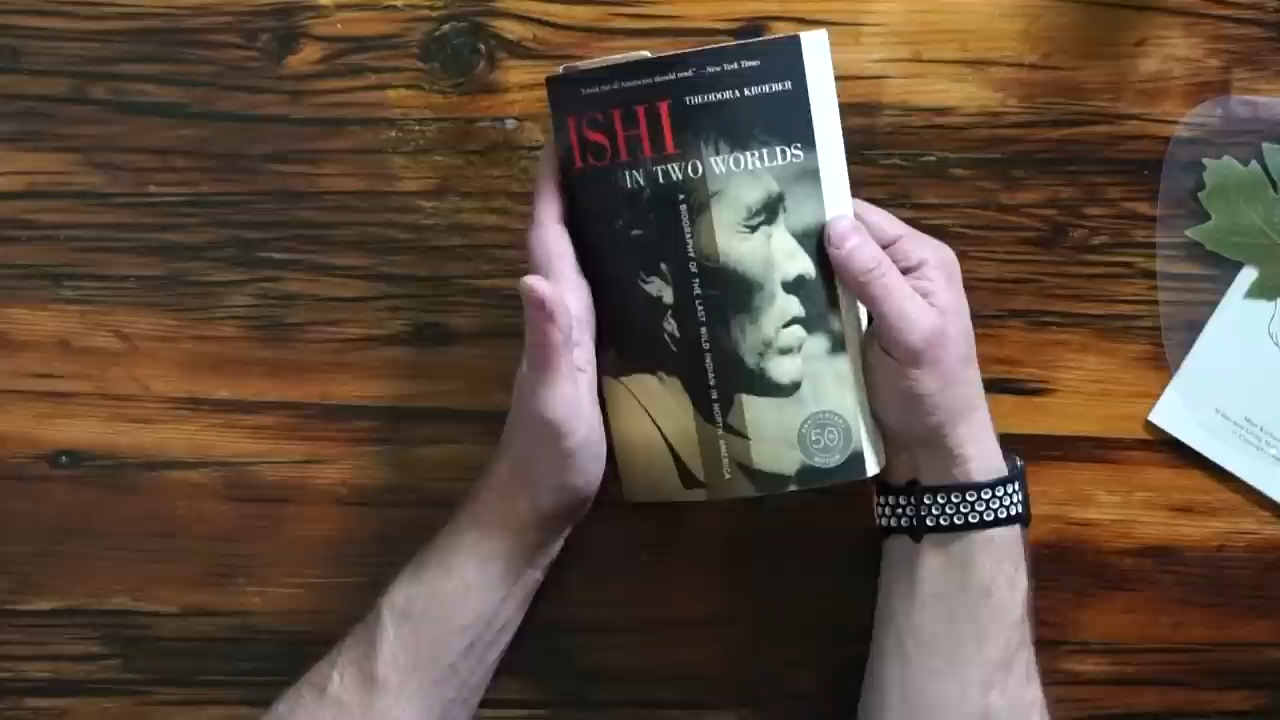 "A book that all Americans should read." —New York Times
THEODORA KROEBER
ISHI
IN TWO WORLDS
A BIOGRAPHY OF THE LAST WILD INDIAN IN NORTH AMERICA
ANNIVERSARY
50